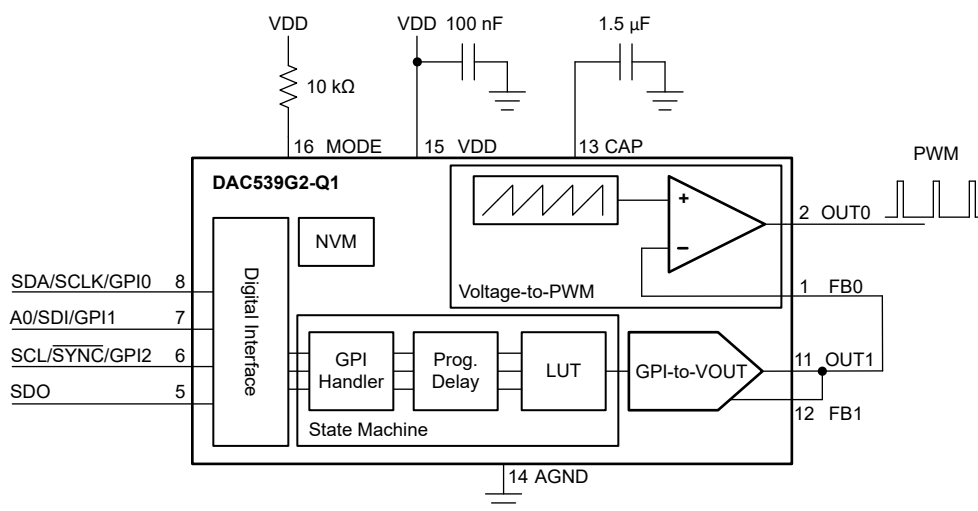 VDD
VDD
100 nF
1.5 µF
10 kΩ
16 MODE
15 VDD
13 CAP
PWM
DAC539G2-Q1
NVM
+
−
2 OUT0
Voltage-to-PWM
1 FB0
SDA/SCLK/GPI0 8
A0/SDI/GPI1 7
SCL/SYNC/GPI2 6
SDO 5
Digital Interface
GPI
Handler
Prog.
Delay
LUT
GPI-to-VOUT
11 OUT1
12 FB1
State Machine
14 AGND